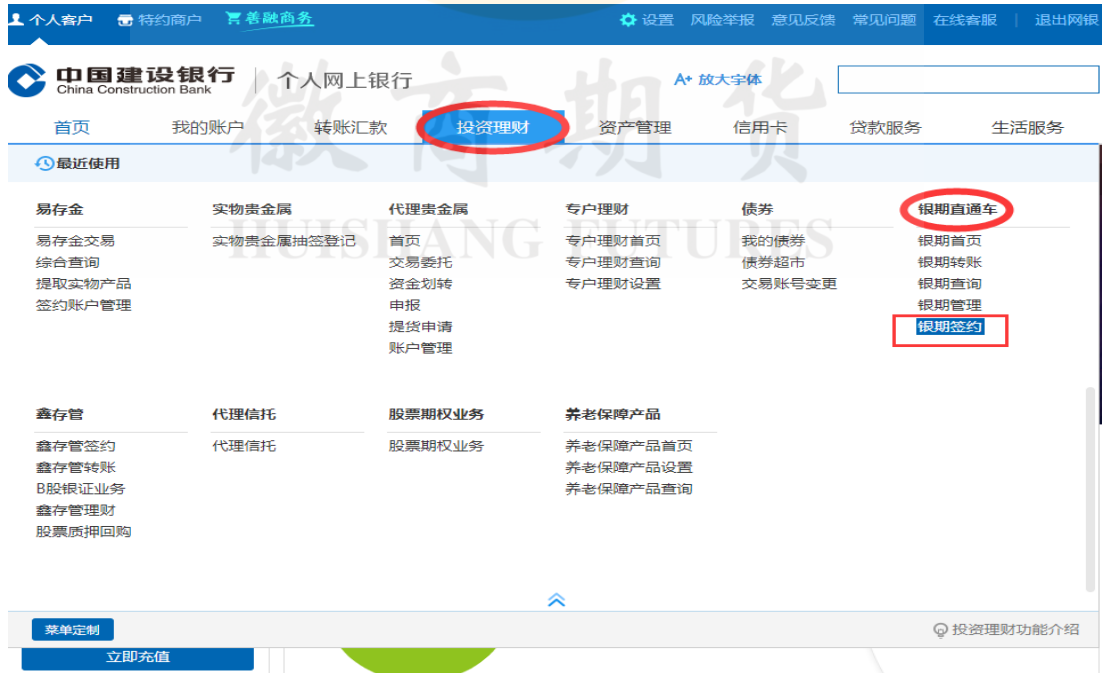 个人客户 特约商户 善融商务 设置 风险举报 意见反馈 常见问题 在线客服 退出网银
中国建设银行
China Construction Bank
个人网上银行
A+ 放大字体
首页 我的账户 转账汇款 投资理财 资产管理 信用卡 贷款服务 生活服务
最近使用
徽商期货
HUISHANG FUTURES
易存金
易存金交易
综合查询
提取实物产品
签约账户管理
实物贵金属
实物贵金属抽签登记
代理贵金属
首页
交易委托
资金划转
申报
提货申请
账户管理
专户理财
专户理财首页
专户理财查询
专户理财设置
债券
我的债券
债券超市
交易账号变更
银期直通车
银期首页
银期转账
银期查询
银期管理
银期签约
鑫存管
鑫存管签约
鑫存管转账
B股银证业务
鑫存管理财
股票质押回购
代理信托
代理信托
股票期权业务
股票期权业务
养老保障产品
养老保障产品首页
养老保障产品设置
养老保障产品查询
菜单定制 投资理财功能介绍
立即充值